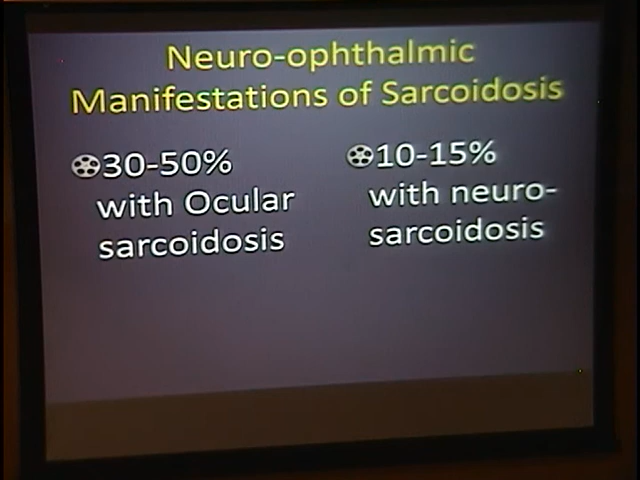 Neuro-ophthalmic
Manifestations of Sarcoidosis
30-50%
with Ocular
sarcoidosis
10-15%
with neuro-
sarcoidosis